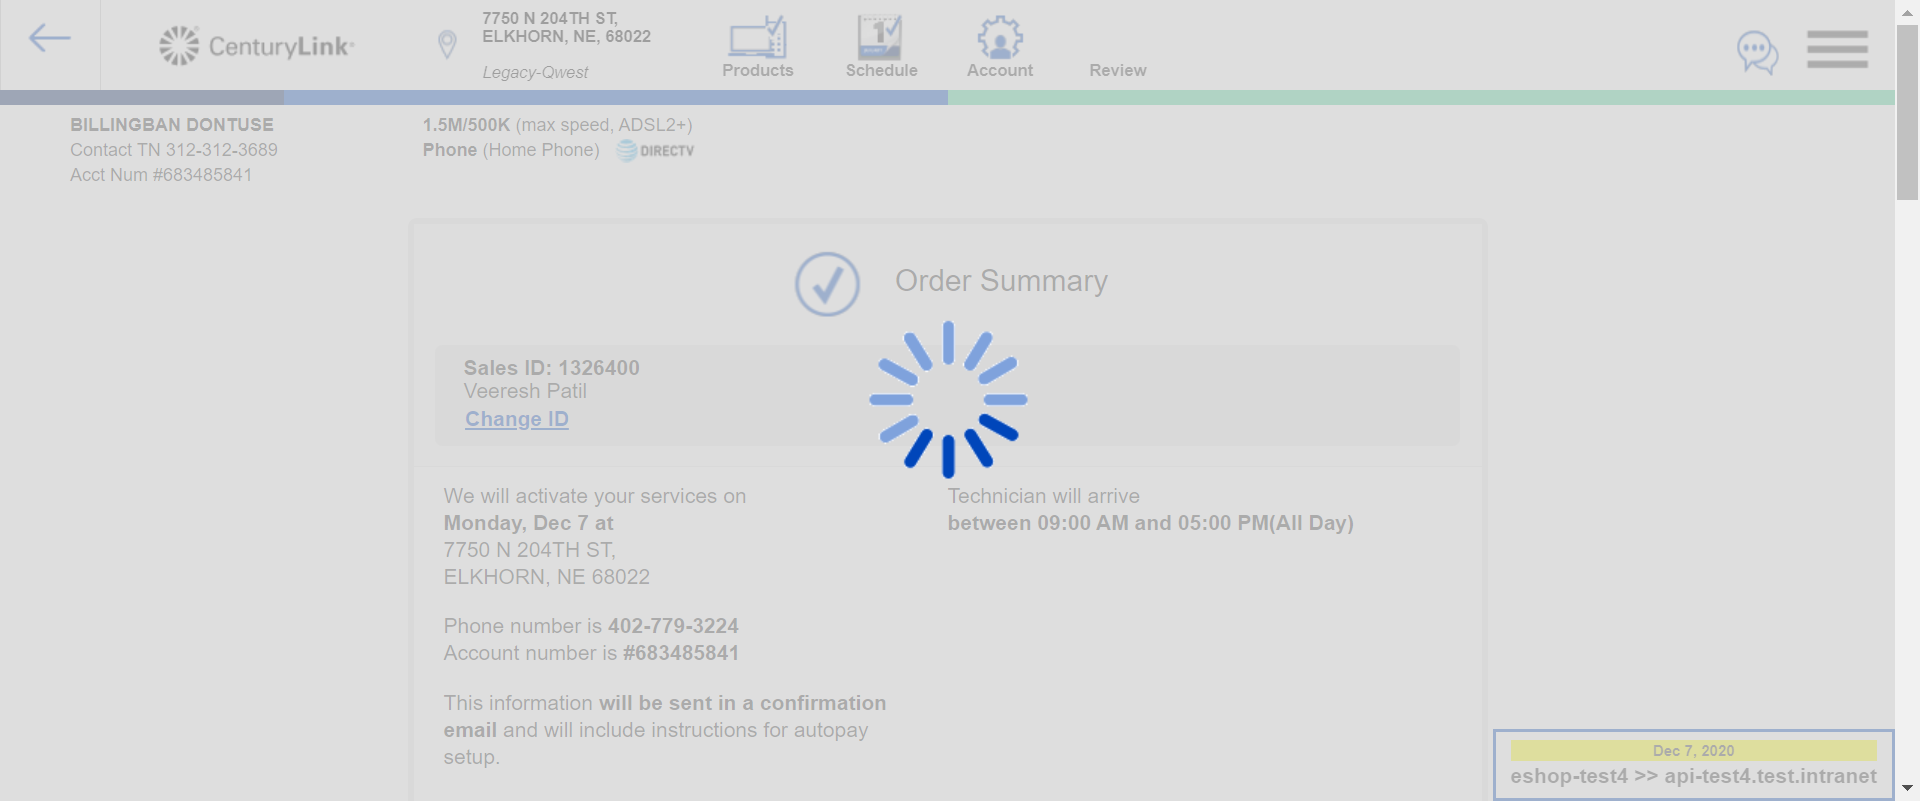 7750 N 204TH ST,
ELKHORN, NE, 68022
Legacy-Qwest
CenturyLink
Products
1
Schedule
Account
Review
BILLINGBAN DONTUSE
Contact TN 312-312-3689
Acct Num #683485841
1.5M/500K (max speed, ADSL2+)
Phone (Home Phone) DIRECTV
Order Summary
Sales ID: 1326400
Veeresh Patil
Change ID
We will activate your services on
Monday, Dec 7 at
7750 N 204TH ST,
ELKHORN, NE 68022
Technician will arrive
between 09:00 AM and 05:00 PM(All Day)
Phone number is 402-779-3224
Account number is #683485841
This information will be sent in a confirmation
email and will include instructions for autopay
setup.
Dec 7, 2020
eshop-test4 >> api-test4.test.intranet